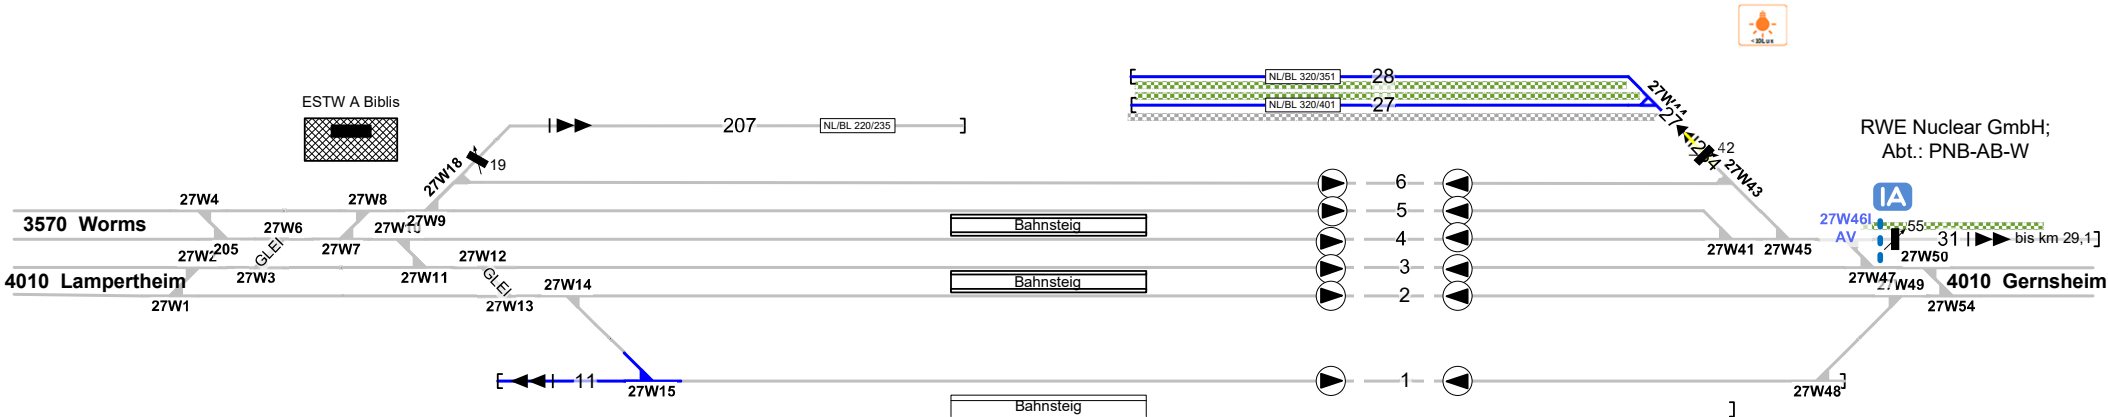 <10Lux
NL/BL 320/351
28
ESTW A Biblis
NL/BL 320/401
27
27W44
27
207
NL/BL 220/235
RWE Nuclear GmbH;
Abt.: PNB-AB-W
42
19
27W18
27W43
6
IA
27W4
27W8
27W9
5
Bahnsteig
27W46I
55
3570 Worms
27W6
27W10
4
AV
31
bis km 29,1
27W2
205
GLEI
27W7
27W12
27W41
27W45
27W50
4010 Lampertheim
27W3
27W11
GLEI
27W14
Bahnsteig
3
27W47
27W49
4010 Gernsheim
27W1
27W13
2
27W54
11
27W15
1
27W48
Bahnsteig